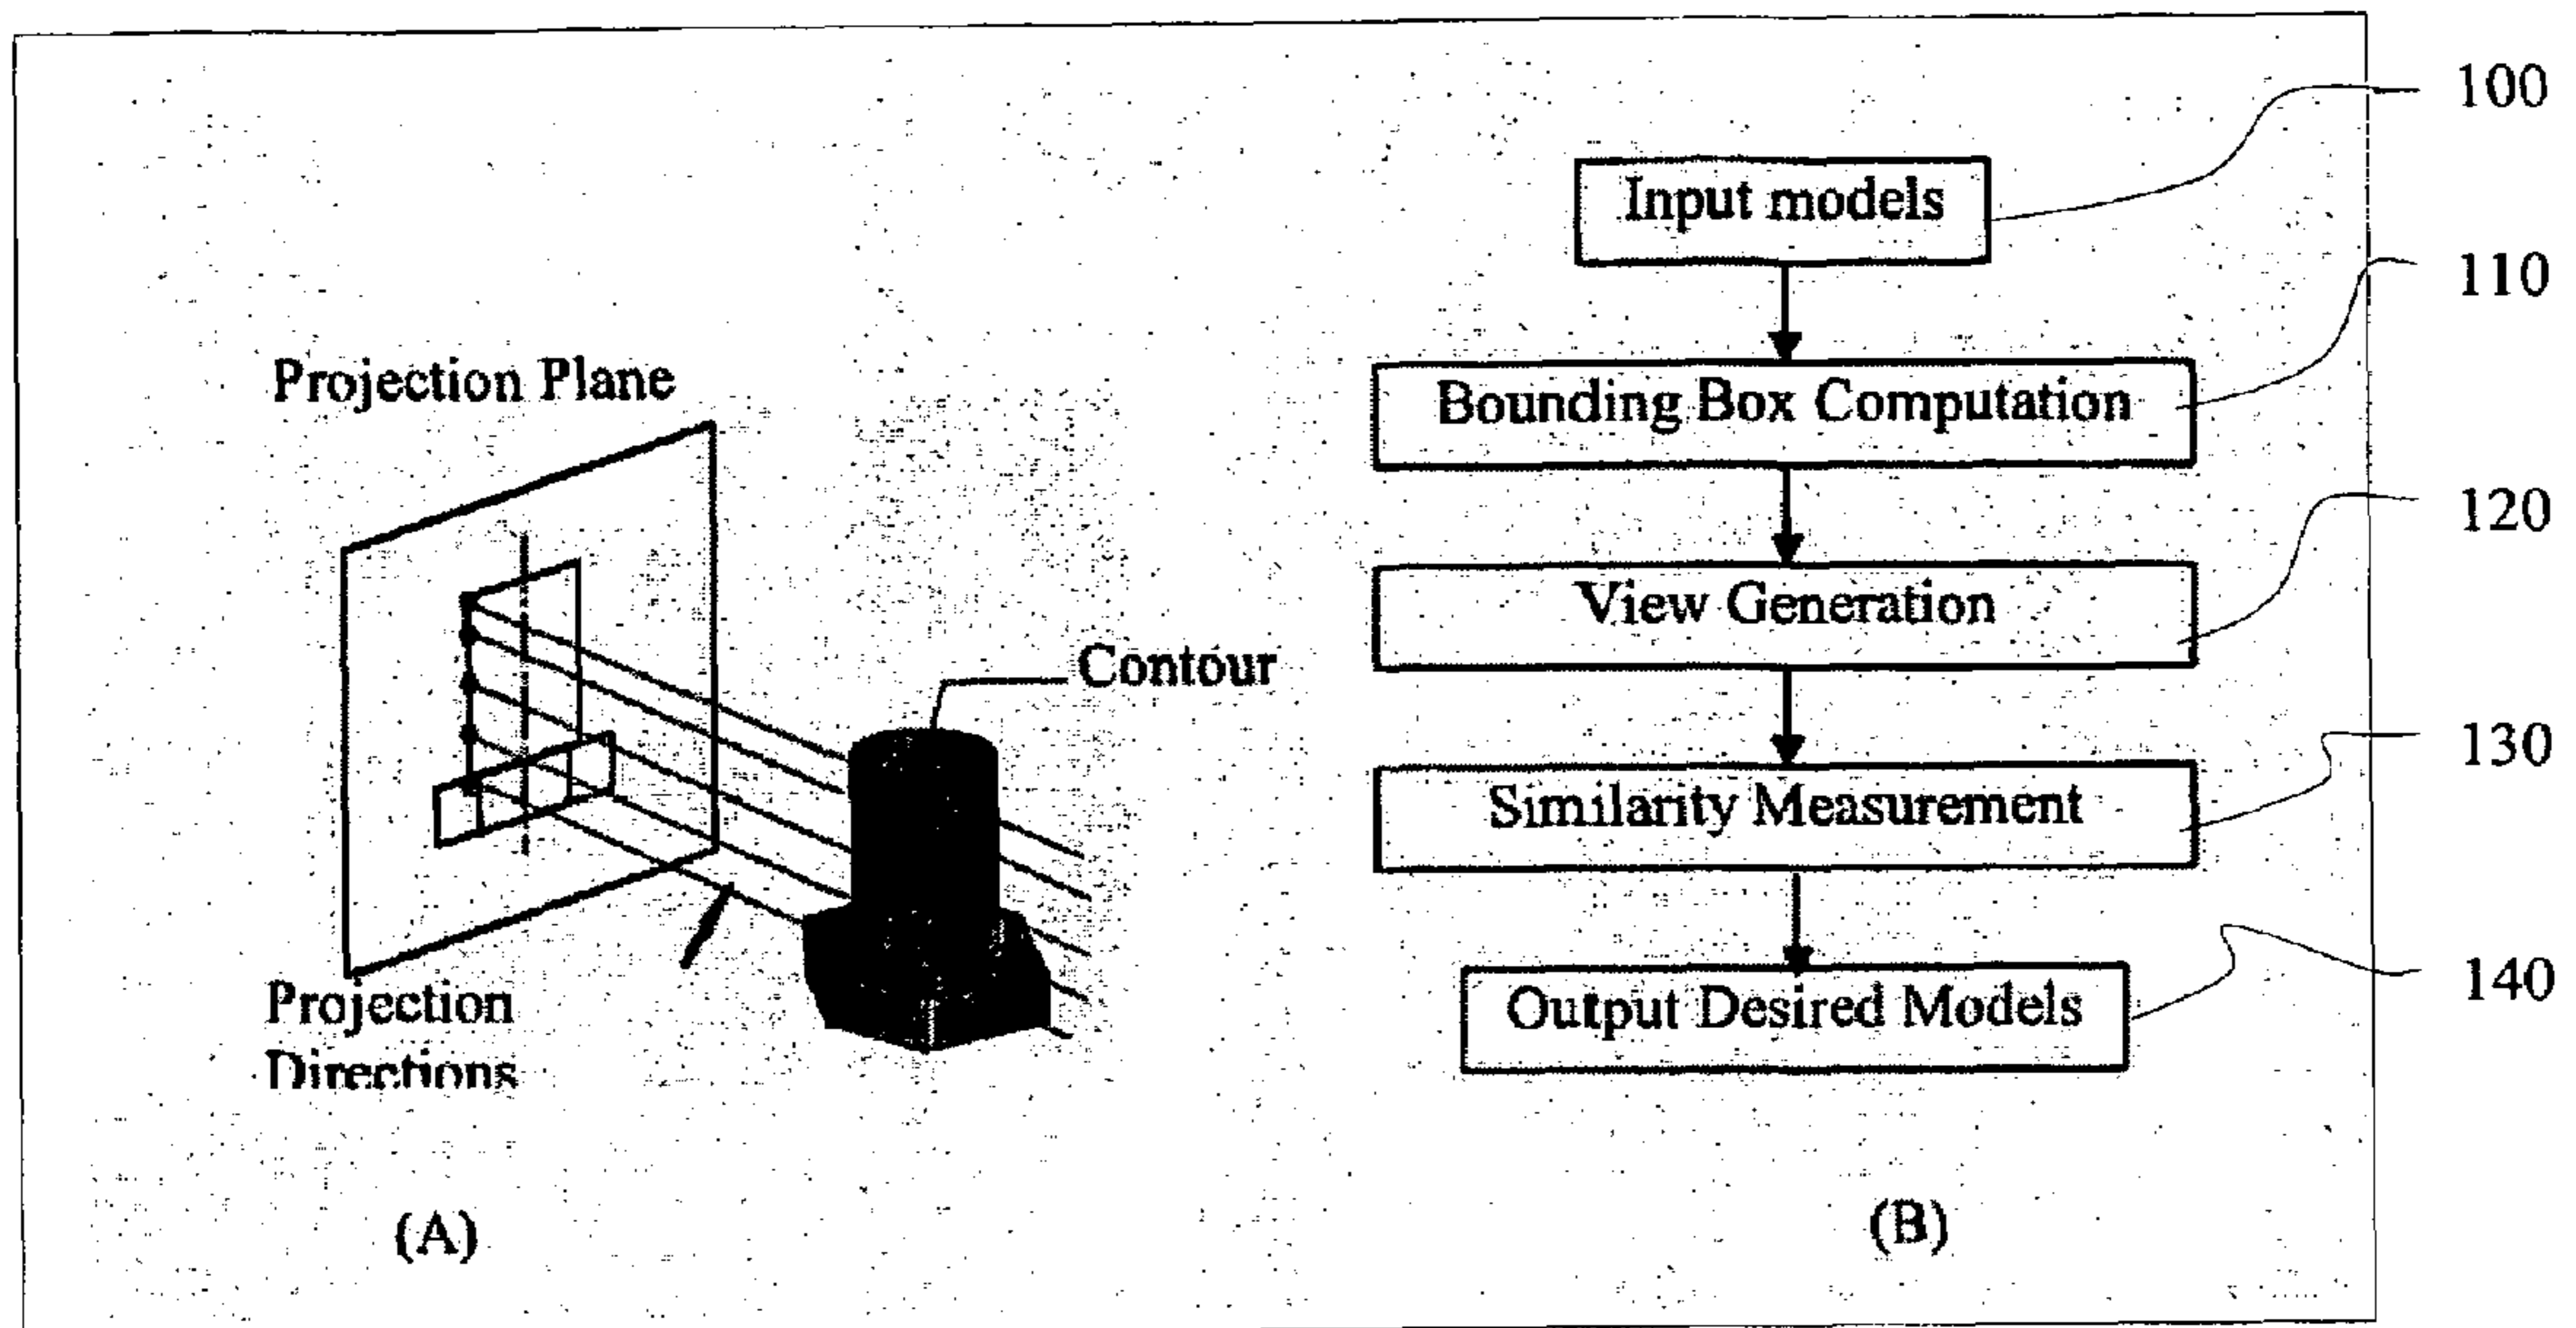 Projection Plane
Contour
Projection
Directions
(A)
Input models
Bounding Box Computation
View Generation
Similarity Measurement
Output Desired Models
(B)
100
110
120
130
140